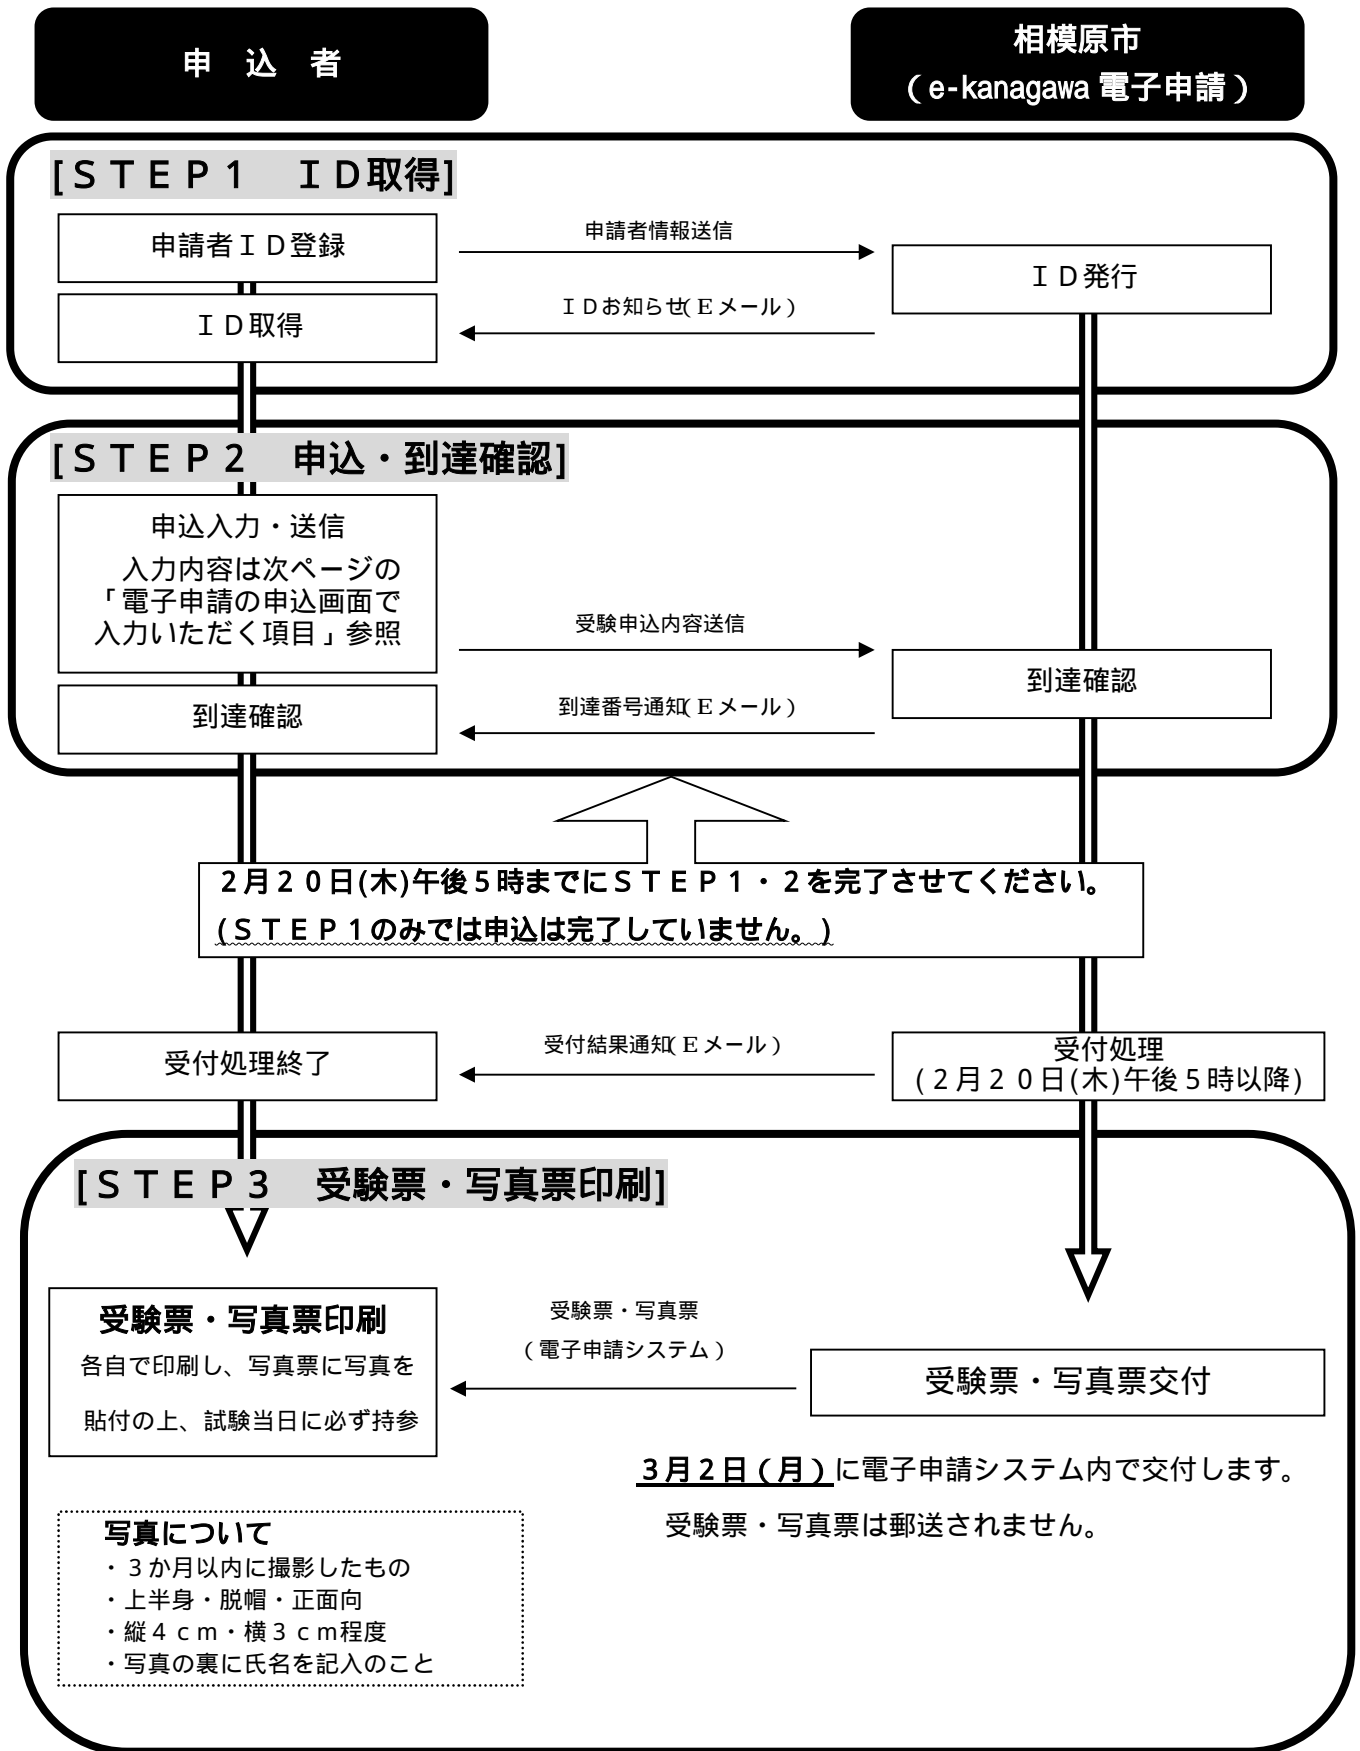 申　込　者
相模原市
（e-kanagawa 電子申請）
[ＳＴＥＰ１　ＩＤ取得]
申請者ＩＤ登録
申請者情報送信
ＩＤ発行
ＩＤお知らせ(Ｅメール)
ＩＤ取得
[ＳＴＥＰ２　申込・到達確認]
申込入力・送信
入力内容は次ページの
「電子申請の申込画面で
入力いただく項目」参照
受験申込内容送信
到達確認
到達番号通知(Ｅメール)
到達確認
２月２０日(木)午後５時までにＳＴＥＰ１・２を完了させてください。
(ＳＴＥＰ１のみでは申込は完了していません。)
受付処理終了
受付結果通知(Ｅメール)
受付処理
(２月２０日(木)午後５時以降)
[ＳＴＥＰ３　受験票・写真票印刷]
受験票・写真票印刷
各自で印刷し、写真票に写真を
貼付の上、試験当日に必ず持参
受験票・写真票
（電子申請システム）
受験票・写真票交付
３月２日（月）に電子申請システム内で交付します。
受験票・写真票は郵送されません。
写真について
・３か月以内に撮影したもの
・上半身・脱帽・正面向
・縦４ｃｍ・横３ｃｍ程度
・写真の裏に氏名を記入のこと